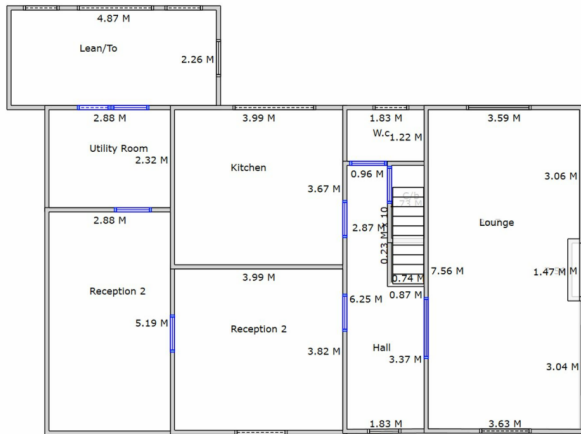 4.87 M
Lean/To
2.26 M
2.88 M
3.99 M
1.83 M
W.c
1.22 M
3.59 M
Utility Room
2.32 M
Kitchen
0.96 M
3.06 M
3.67 M
2.88 M
2.87 M
0.23 M X 10
Lounge
3.99 M
0.74 M
7.56 M
1.47 M
Reception 2
0.87 M
6.25 M
5.19 M
Reception 2
3.82 M
Hall
3.37 M
3.04 M
1.83 M
3.63 M